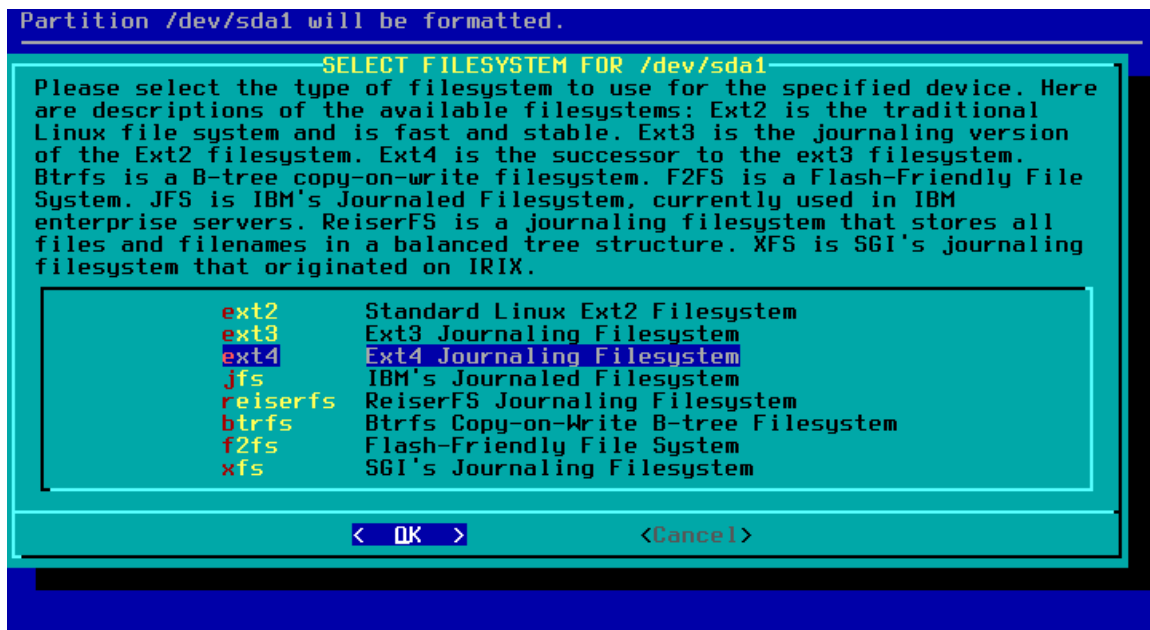 Partition /dev/sda1 will be formatted.
SELECT FILESYSTEM FOR /dev/sda1
Please select the type of filesystem to use for the specified device. Here
are descriptions of the available filesystems: Ext2 is the traditional
Linux file system and is fast and stable. Ext3 is the journaling version
of the Ext2 filesystem. Ext4 is the successor to the ext3 filesystem.
Btrfs is a B-tree copy-on-write filesystem. F2FS is a Flash-Friendly File
System. JFS is IBM's Journaled Filesystem, currently used in IBM
enterprise servers. ReiserFS is a journaling filesystem that stores all
files and filenames in a balanced tree structure. XFS is SGI's journaling
filesystem that originated on IRIX.
ext2 Standard Linux Ext2 Filesystem
ext3 Ext3 Journaling Filesystem
ext4 Ext4 Journaling Filesystem
jfs IBM's Journaled Filesystem
reiserfs ReiserFS Journaling Filesystem
btrfs Btrfs Copy-on-Write B-tree Filesystem
f2fs Flash-Friendly File System
xfs SGI's Journaling Filesystem
< OK > <Cancel>